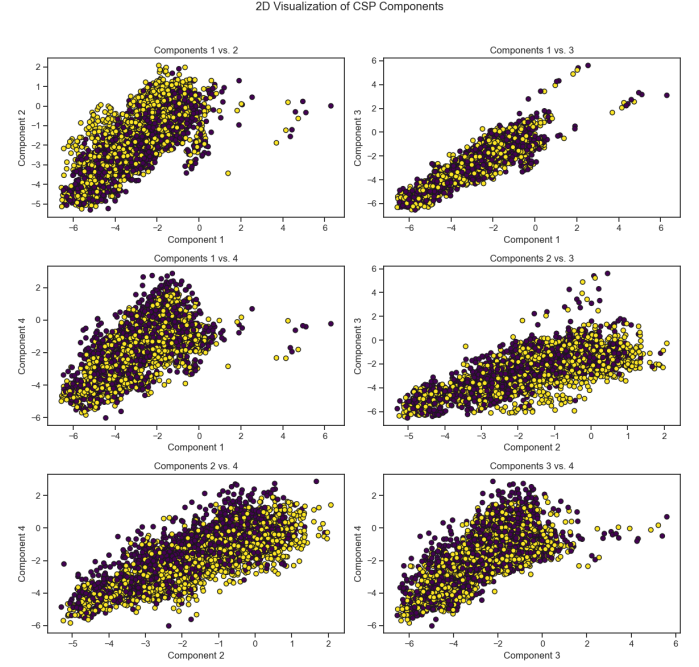 2D Visualization of CSP Components
Components 1 vs. 2
Component 2
2
1
0
−1
−2
−3
−4
−5
−6 −4 −2 0 2 4 6
Component 1
Components 1 vs. 3
Component 3
6
4
2
0
−2
−4
−6
−6 −4 −2 0 2 4 6
Component 1
Components 1 vs. 4
Component 4
2
0
−2
−4
−6
−6 −4 −2 0 2 4 6
Component 1
Components 2 vs. 3
Component 3
6
4
2
0
−2
−4
−6
−5 −4 −3 −2 −1 0 1 2
Component 2
Components 2 vs. 4
Component 4
2
0
−2
−4
−6
−5 −4 −3 −2 −1 0 1 2
Component 2
Components 3 vs. 4
Component 4
2
0
−2
−4
−6
−6 −4 −2 0 2 4 6
Component 3